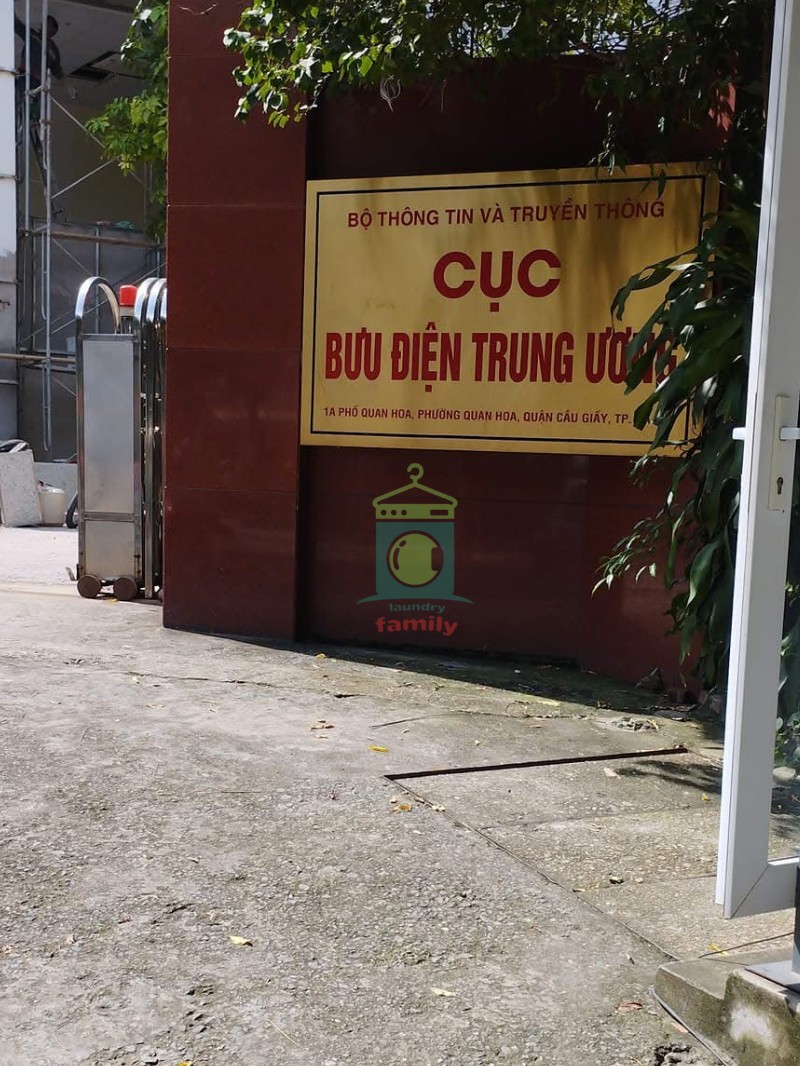 BỘ THÔNG TIN VÀ TRUYỀN THÔNG
CỤC
BƯU ĐIỆN TRUNG ƯƠNG
1A PHỐ QUAN HOA, PHƯỜNG QUAN HOA, QUẬN CẦU GIẤY, TP.
laundry
family